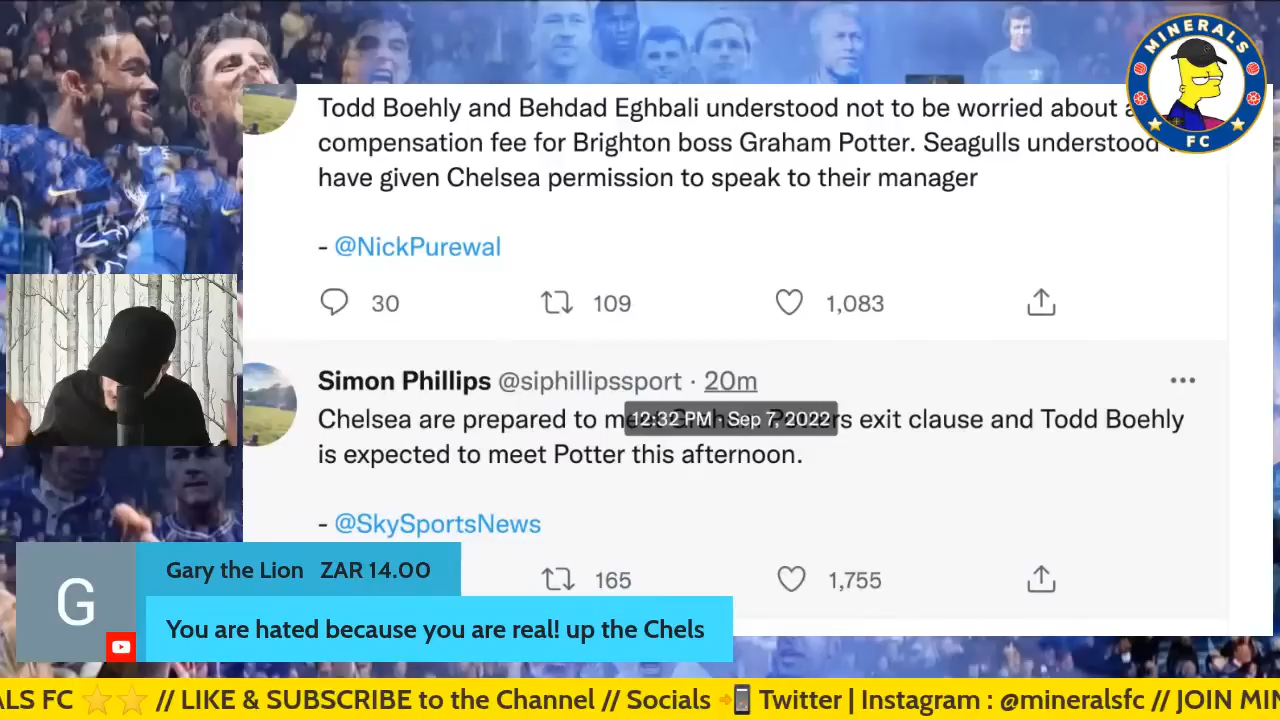 MINERALS
FC
Todd Boehly and Behdad Eghbali understood not to be worried about a
compensation fee for Brighton boss Graham Potter. Seagulls understood
have given Chelsea permission to speak to their manager
- @NickPurewal
30 109 1,083
Simon Phillips @siphillipssport · 20m
Chelsea are prepared to meet Graham Potters exit clause and Todd Boehly
12:32 PM · Sep 7, 2022
is expected to meet Potter this afternoon.
- @SkySportsNews
165 1,755
Gary the Lion ZAR 14.00
G
You are hated because you are real! up the Chels
ALS FC ⭐⭐ // LIKE & SUBSCRIBE to the Channel // Socials 📲 Twitter | Instagram : @mineralsfc // JOIN MIN